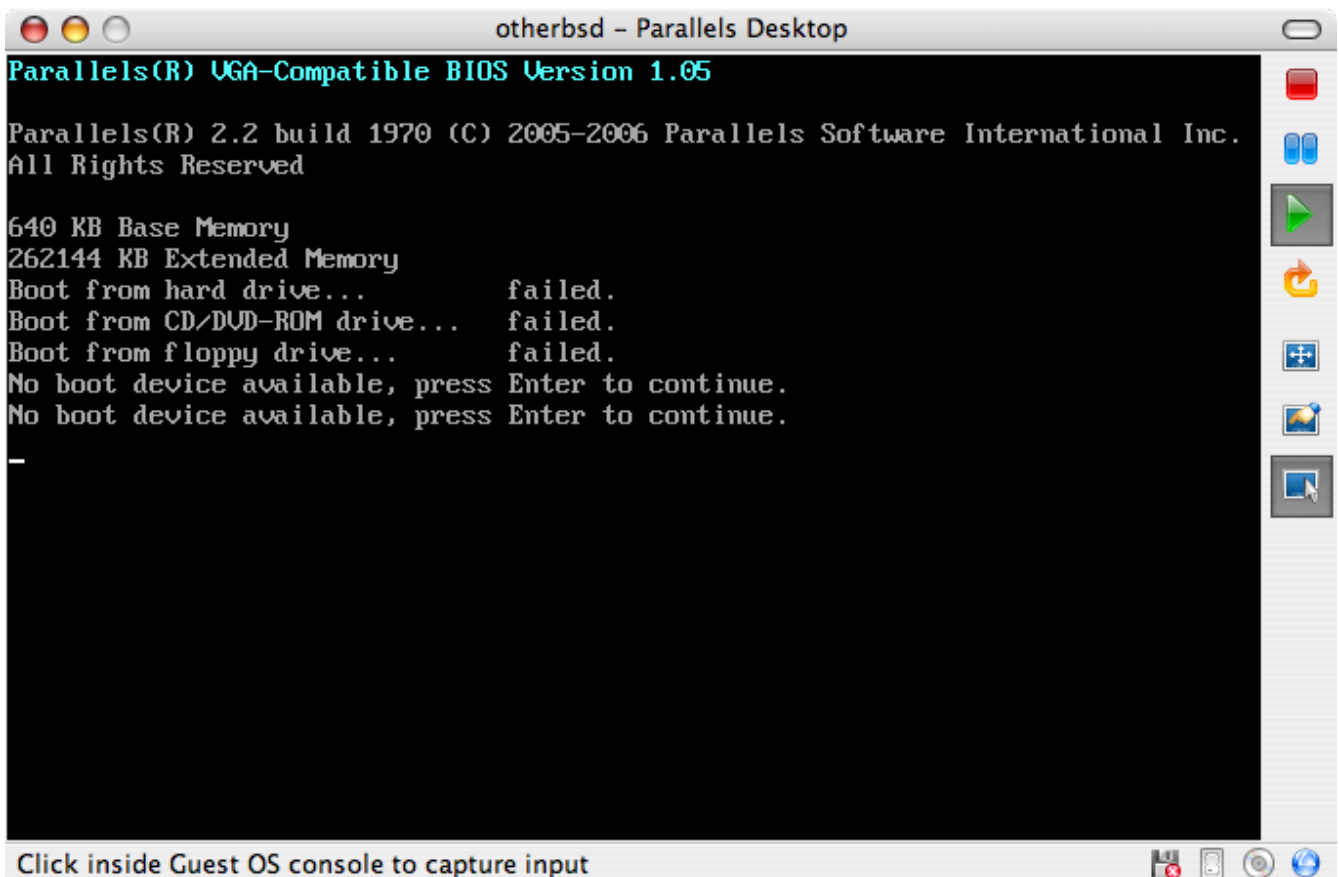 otherbsd – Parallels Desktop
Parallels(R) VGA-Compatible BIOS Version 1.05
Parallels(R) 2.2 build 1970 (C) 2005-2006 Parallels Software International Inc.
All Rights Reserved
640 KB Base Memory
262144 KB Extended Memory
Boot from hard drive... failed.
Boot from CD/DVD-ROM drive... failed.
Boot from floppy drive... failed.
No boot device available, press Enter to continue.
No boot device available, press Enter to continue.
Click inside Guest OS console to capture input